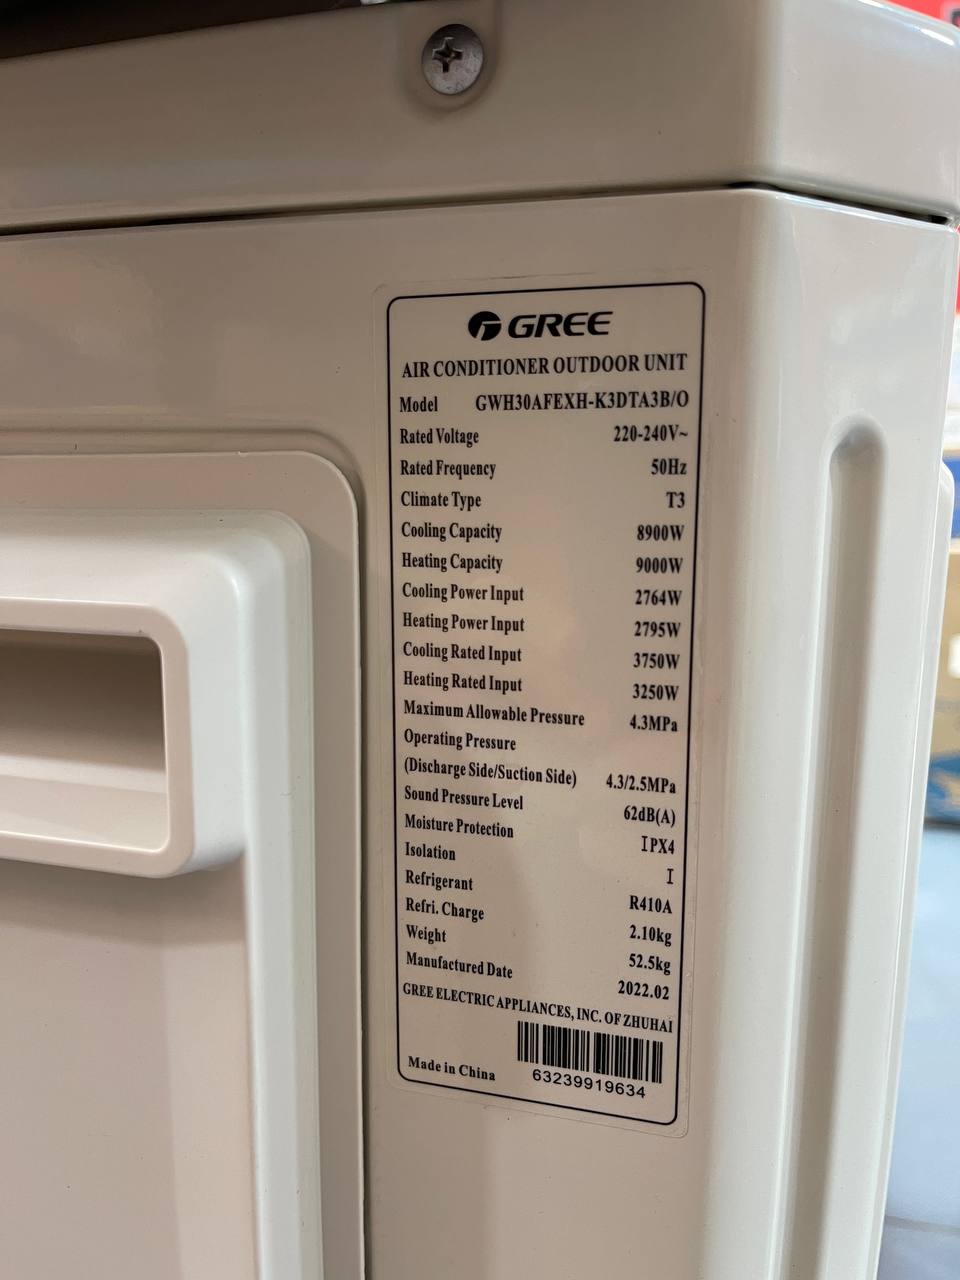 GREE
AIR CONDITIONER OUTDOOR UNIT
Model GWH30AFEXH-K3DTA3B/O
Rated Voltage 220-240V~
Rated Frequency 50Hz
Climate Type T3
Cooling Capacity 8900W
Heating Capacity 9000W
Cooling Power Input 2764W
Heating Power Input 2795W
Cooling Rated Input 3750W
Heating Rated Input 3250W
Maximum Allowable Pressure 4.3MPa
Operating Pressure
(Discharge Side/Suction Side) 4.3/2.5MPa
Sound Pressure Level 62dB(A)
Moisture Protection IPX4
Isolation I
Refrigerant R410A
Refri. Charge 2.10kg
Weight 52.5kg
Manufactured Date 2022.02
GREE ELECTRIC APPLIANCES, INC. OF ZHUHAI
Made in China 63239919634